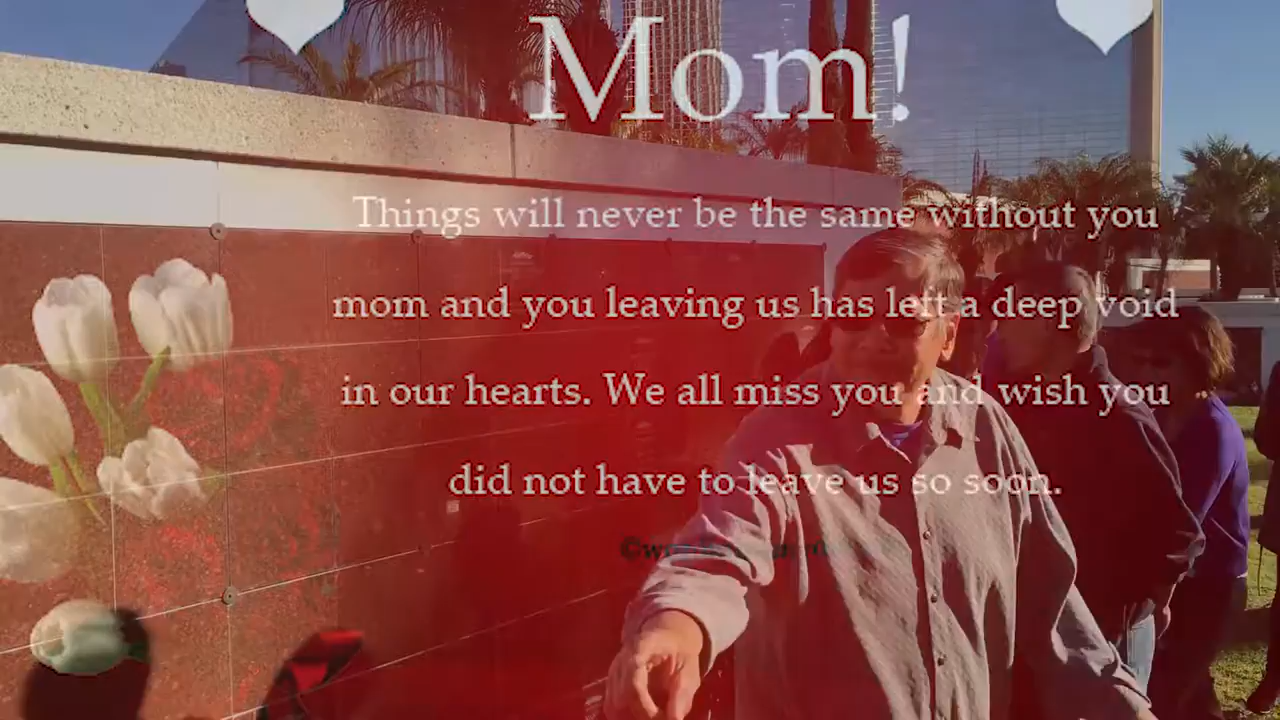 Mom!
Things will never be the same without you
mom and you leaving us has left a deep void
in our hearts. We all miss you and wish you
did not have to leave us so soon.